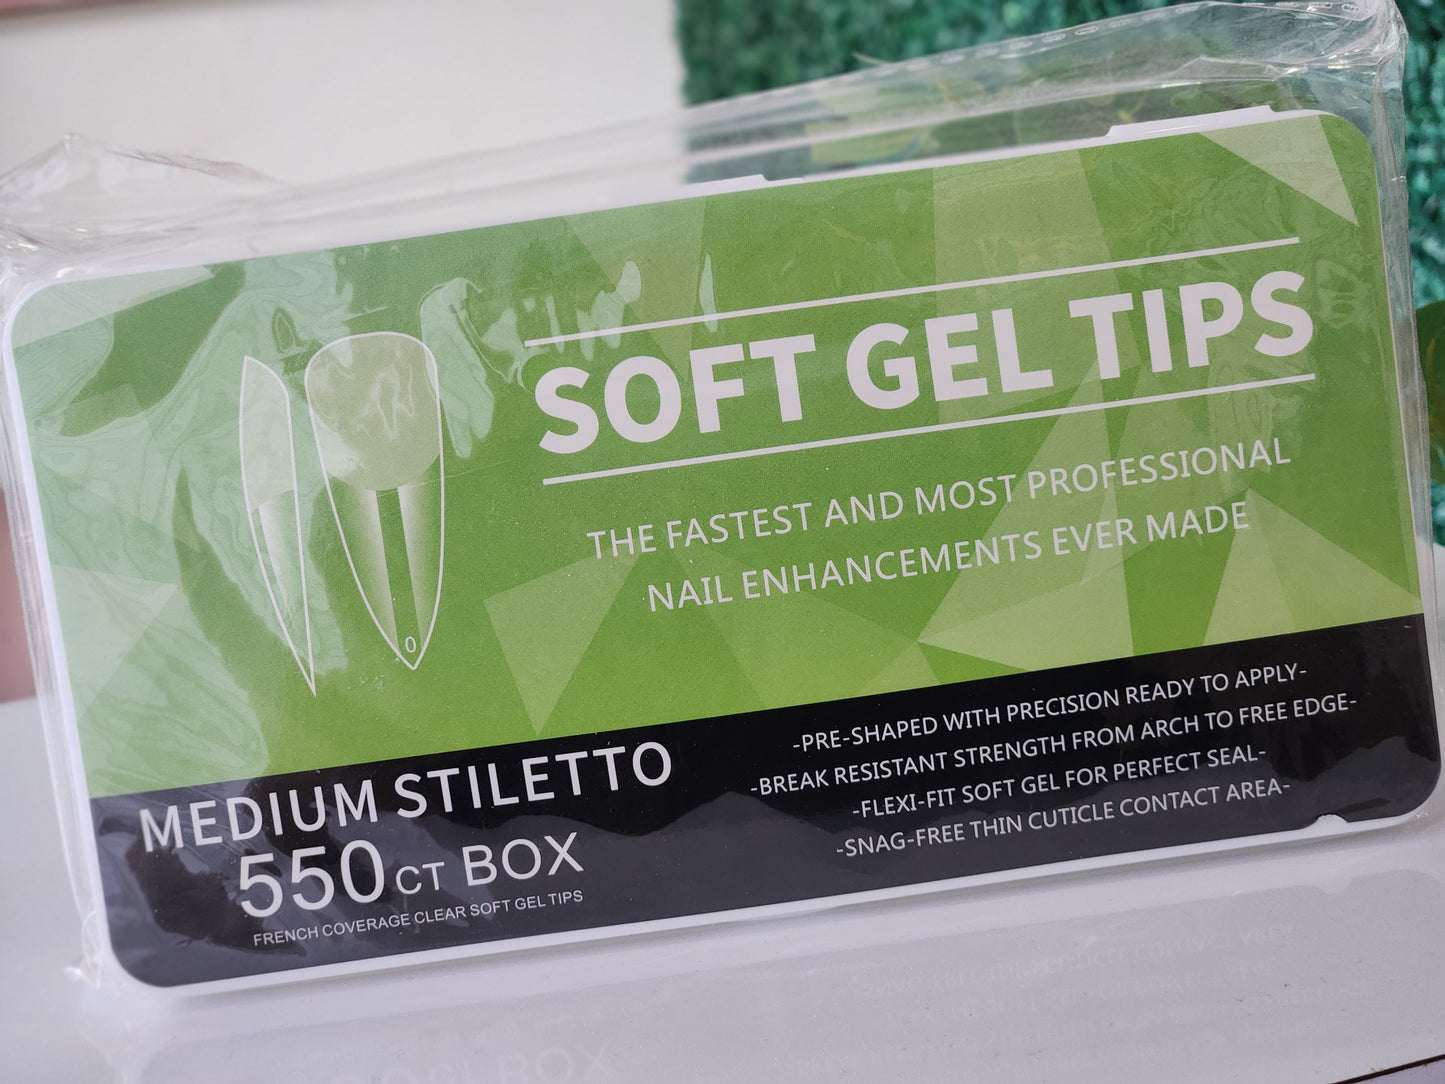 SOFT GEL TIPS
THE FASTEST AND MOST PROFESSIONAL
NAIL ENHANCEMENTS EVER MADE
0
MEDIUM STILETTO
550 CT BOX
FRENCH COVERAGE CLEAR SOFT GEL TIPS
-PRE-SHAPED WITH PRECISION READY TO APPLY-
-BREAK RESISTANT STRENGTH FROM ARCH TO FREE EDGE-
-FLEXI-FIT SOFT GEL FOR PERFECT SEAL-
-SNAG-FREE THIN CUTICLE CONTACT AREA-